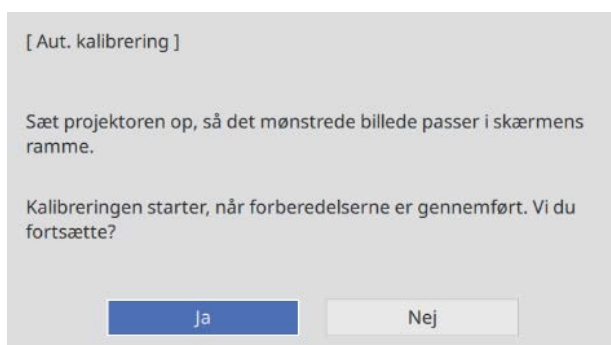 [ Aut. kalibrering ]
Sæt projektoren op, så det mønstrede billede passer i skærmens
ramme.
Kalibreringen starter, når forberedelserne er gennemført. Vi du
fortsætte?
Ja
Nej